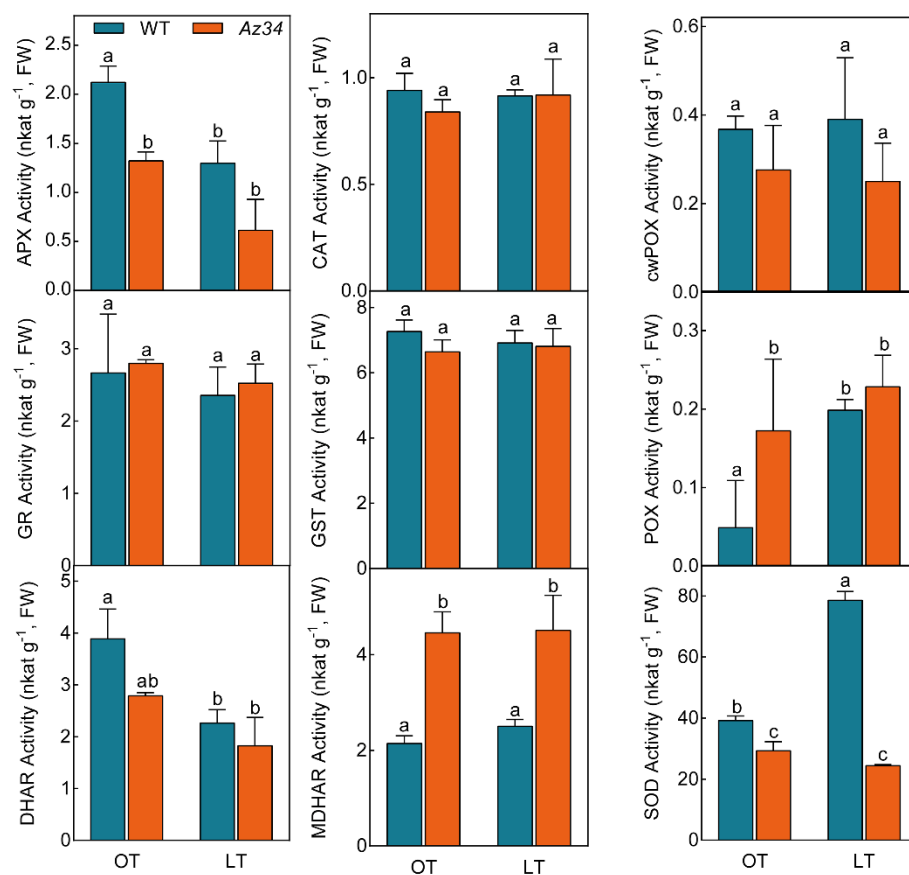 WT Az34
APX Activity (nkat g⁻¹, FW)
2.5
2.0
1.5
1.0
0.5
0.0
a
b
b
b
CAT Activity (nkat g⁻¹, FW)
1.0
0.5
0.0
a
a
a
a
cwPOX Activity (nkat g⁻¹, FW)
0.6
0.4
0.2
0.0
a
a
a
a
GR Activity (nkat g⁻¹, FW)
3
2
1
0
a
a
a
a
GST Activity (nkat g⁻¹, FW)
8
6
4
2
0
a
a
a
a
POX Activity (nkat g⁻¹, FW)
0.3
0.2
0.1
0.0
a
b
b
b
DHAR Activity (nkat g⁻¹, FW)
5
4
3
2
1
0
a
ab
b
b
OT LT
MDHAR Activity (nkat g⁻¹, FW)
4
2
0
a
b
a
b
OT LT
SOD Activity (nkat g⁻¹, FW)
80
60
40
20
0
b
c
a
c
OT LT